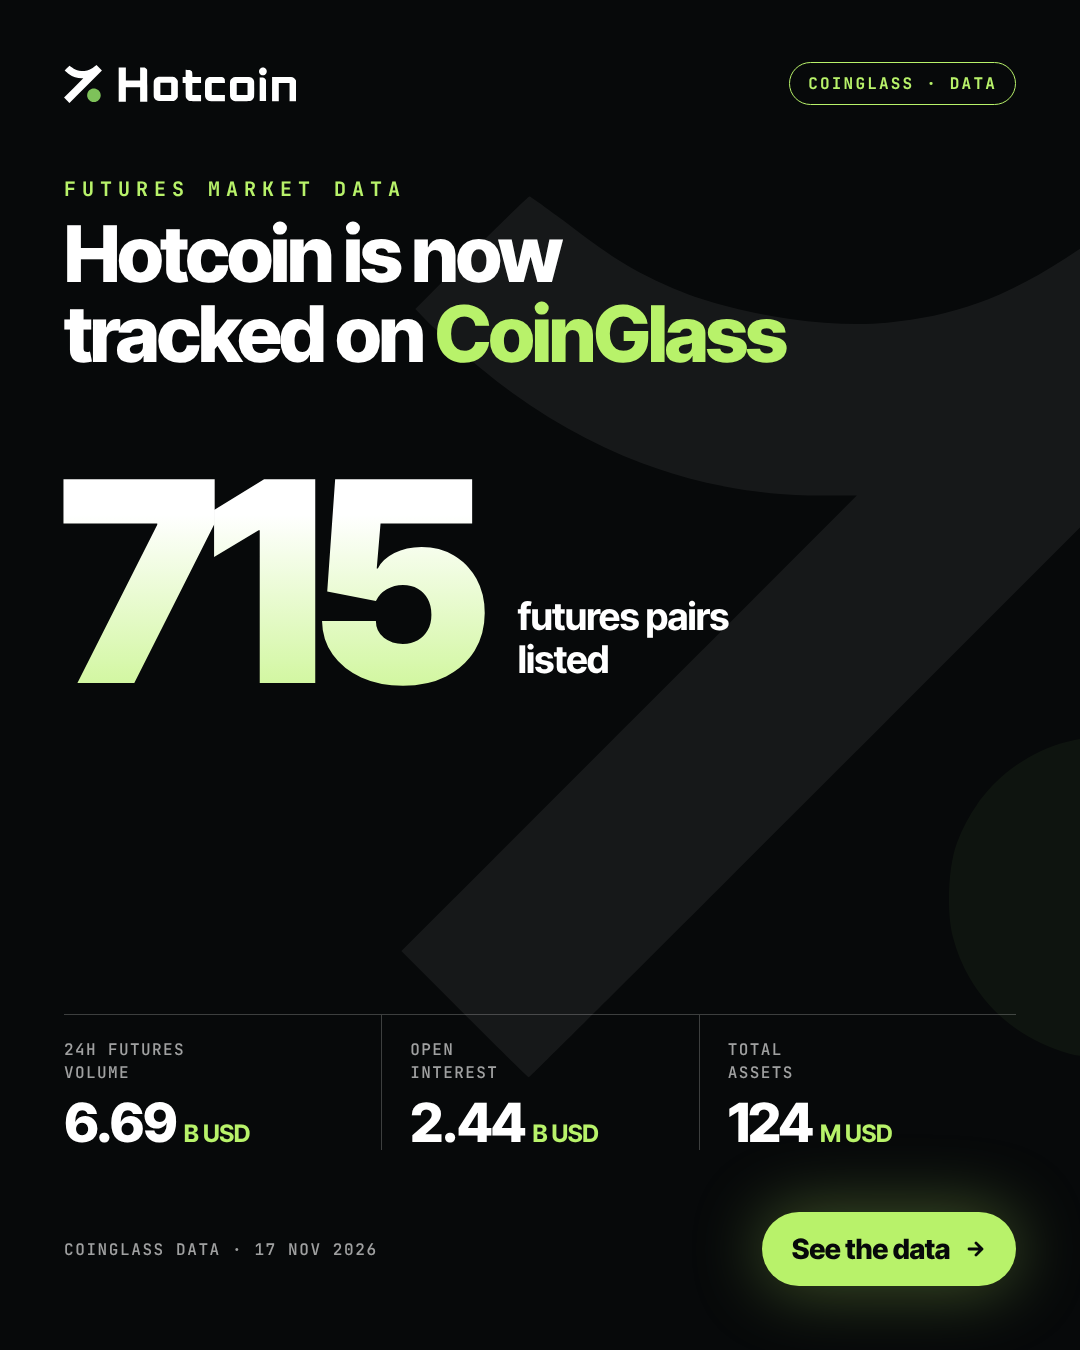 Hotcoin
COINGLASS · DATA
FUTURES MARKET DATA
Hotcoin is now
tracked on CoinGlass
715
futures pairs
listed
24H FUTURES
VOLUME
6.69 B USD
OPEN
INTEREST
2.44 B USD
TOTAL
ASSETS
124 M USD
COINGLASS DATA · 17 NOV 2026
See the data →